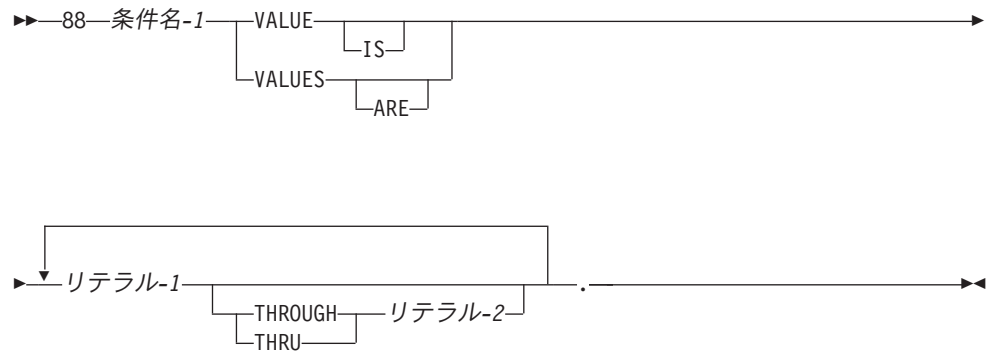 88 条件名-1 VALUE
IS
VALUES
ARE
リテラル-1 .
THROUGH リテラル-2
THRU